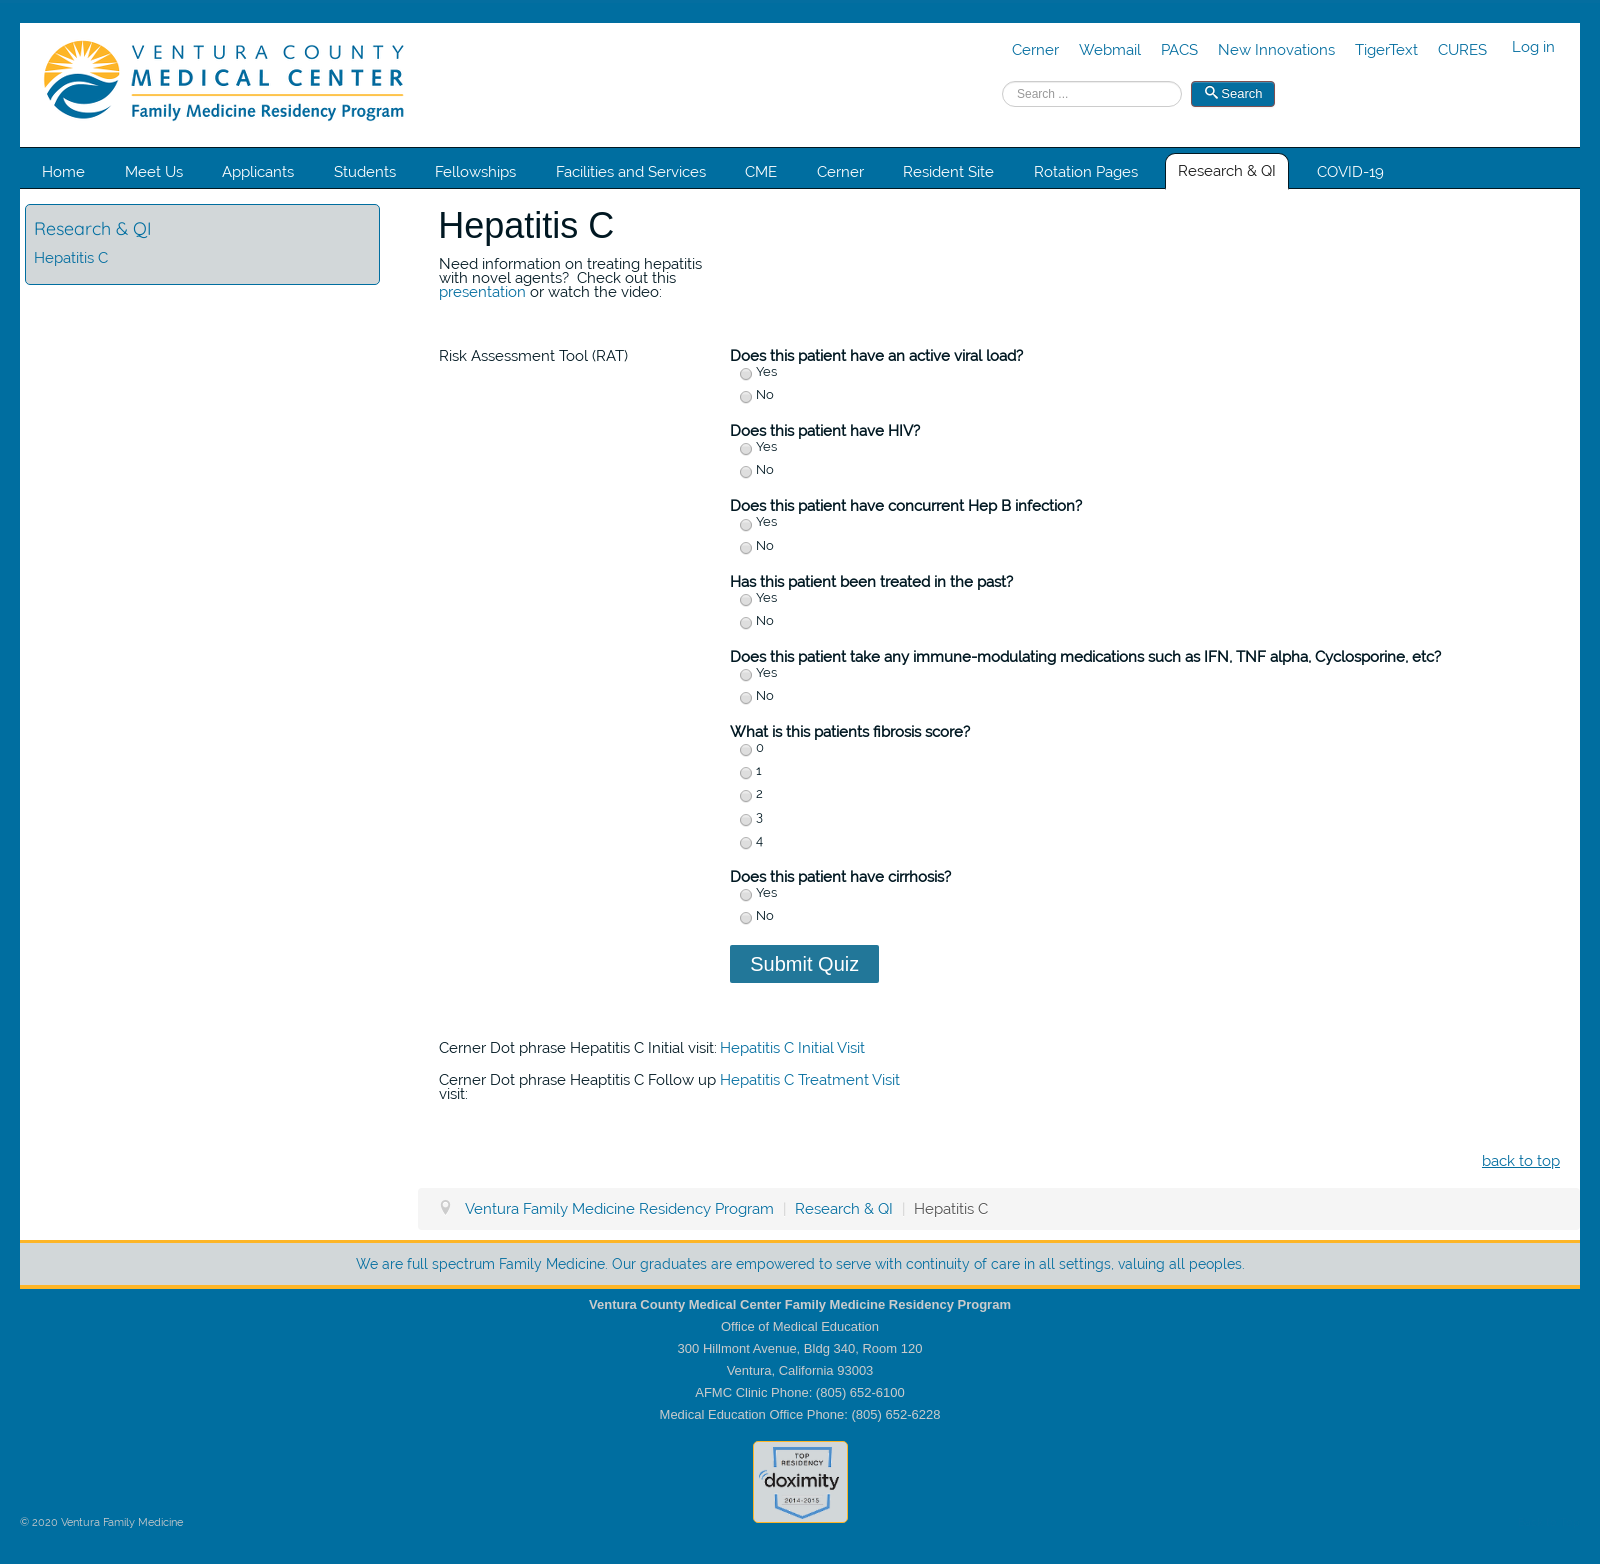 VENTURA COUNTY
MEDICAL CENTER
Family Medicine Residency Program
Cerner Webmail PACS New Innovations TigerText CURES Log in
Search ... Search
Home Meet Us Applicants Students Fellowships Facilities and Services CME Cerner Resident Site Rotation Pages Research & QI COVID-19
Research & QI
Hepatitis C
Hepatitis C
Need information on treating hepatitis
with novel agents?  Check out this
presentation or watch the video:
Risk Assessment Tool (RAT)
Does this patient have an active viral load?
Yes
No
Does this patient have HIV?
Yes
No
Does this patient have concurrent Hep B infection?
Yes
No
Has this patient been treated in the past?
Yes
No
Does this patient take any immune-modulating medications such as IFN, TNF alpha, Cyclosporine, etc?
Yes
No
What is this patients fibrosis score?
0
1
2
3
4
Does this patient have cirrhosis?
Yes
No
Submit Quiz
Cerner Dot phrase Hepatitis C Initial visit: Hepatitis C Initial Visit
Cerner Dot phrase Heaptitis C Follow up Hepatitis C Treatment Visit
visit:
back to top
Ventura Family Medicine Residency Program | Research & QI | Hepatitis C
We are full spectrum Family Medicine. Our graduates are empowered to serve with continuity of care in all settings, valuing all peoples.
Ventura County Medical Center Family Medicine Residency Program
Office of Medical Education
300 Hillmont Avenue, Bldg 340, Room 120
Ventura, California 93003
AFMC Clinic Phone: (805) 652-6100
Medical Education Office Phone: (805) 652-6228
TOP
RESIDENCY
doximity
2014-2015
© 2020 Ventura Family Medicine